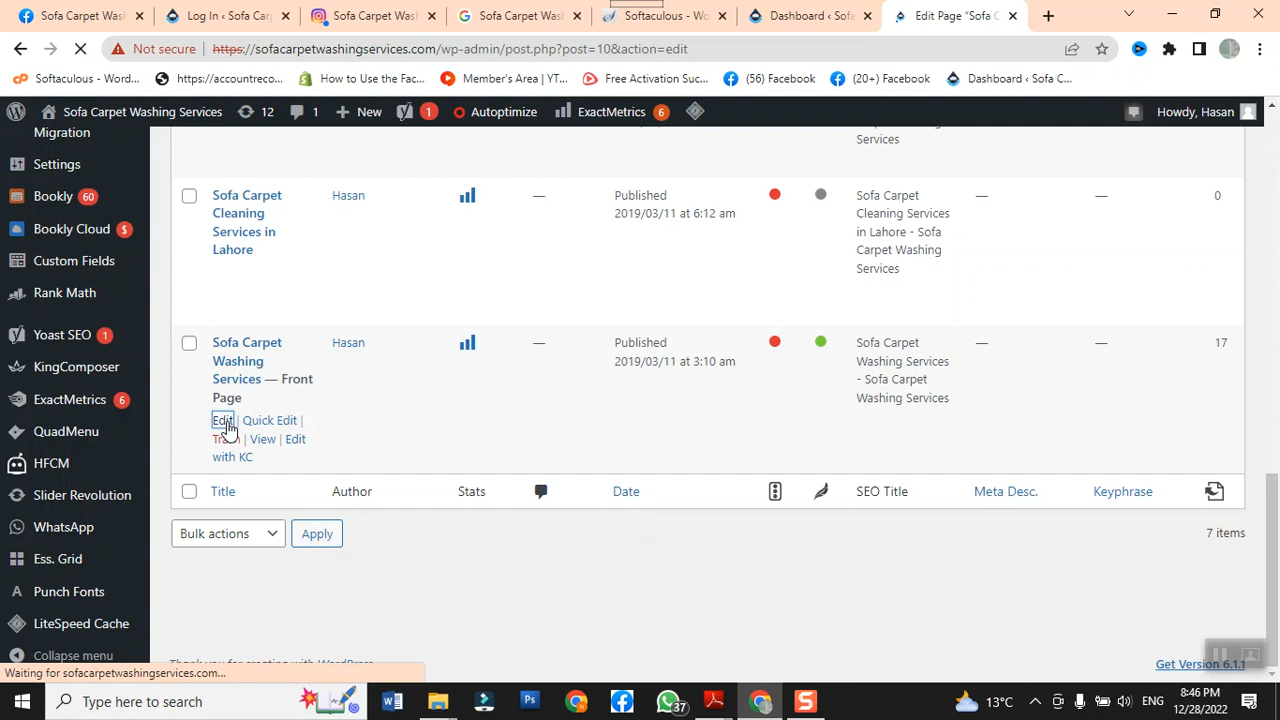 Sofa Carpet Wash
Log In ‹ Sofa Car
Sofa Carpet Was
Sofa Carpet Was
Softaculous - Wo
Dashboard ‹ Sofa
Edit Page “Sofa C
Not secure
https://sofacarpetwashingservices.com/wp-admin/post.php?post=10&action=edit
Softaculous - Word...
https://accountreco...
How to Use the Fac...
Member's Area | YT...
Free Activation Suc...
(56) Facebook
(20+) Facebook
Dashboard ‹ Sofa C...
Sofa Carpet Washing Services
12
1
New
1
Autoptimize
ExactMetrics 6
Howdy, Hasan
Migration
Settings
Bookly 60
Bookly Cloud $
Custom Fields
Rank Math
Yoast SEO 1
KingComposer
ExactMetrics 6
QuadMenu
HFCM
Slider Revolution
WhatsApp
Ess. Grid
Punch Fonts
LiteSpeed Cache
Collapse menu
Services
Sofa Carpet
Cleaning
Services in
Lahore
Hasan
—
Published
2019/03/11 at 6:12 am
Sofa Carpet
Cleaning Services
in Lahore - Sofa
Carpet Washing
Services
—
—
0
Sofa Carpet
Washing
Services — Front
Page
Edit | Quick Edit |
Trash | View | Edit
with KC
Hasan
—
Published
2019/03/11 at 3:10 am
Sofa Carpet
Washing Services
- Sofa Carpet
Washing Services
—
—
17
Title
Author
Stats
Date
SEO Title
Meta Desc.
Keyphrase
Bulk actions
Apply
7 items
Thank you for creating with WordPress
Get Version 6.1.1
Waiting for sofacarpetwashingservices.com...
Type here to search
37
13°C
ENG
8:46 PM
12/28/2022